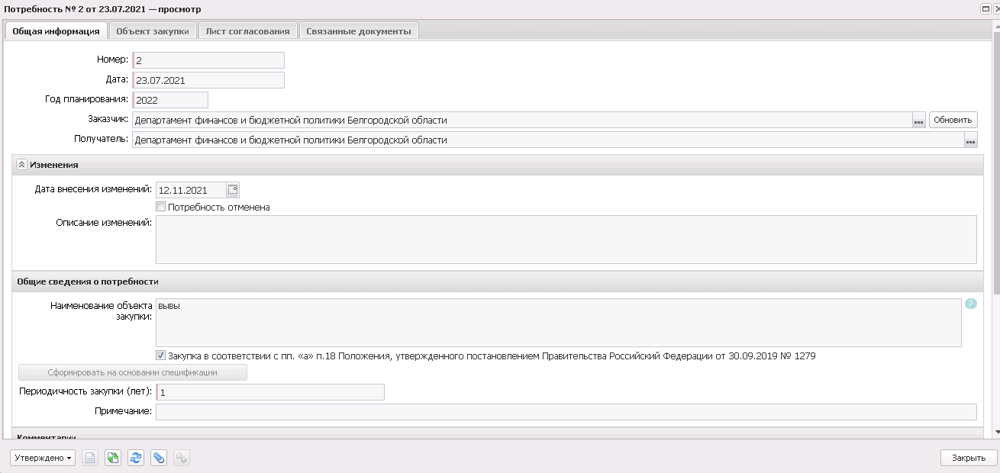 Потребность № 2 от 23.07.2021 — просмотр
Общая информация
Объект закупки
Лист согласования
Связанные документы
Номер: 2
Дата: 23.07.2021
Год планирования: 2022
Заказчик: Департамент финансов и бюджетной политики Белгородской области ... Обновить
Получатель: Департамент финансов и бюджетной политики Белгородской области ...
Изменения
Дата внесения изменений: 12.11.2021
Потребность отменена
Описание изменений:
Общие сведения о потребности
Наименование объекта вывы
закупки:
?
Закупка в соответствии с пп. «а» п.18 Положения, утвержденного постановлением Правительства Российский Федерации от 30.09.2019 № 1279
Сформировать на основании спецификации
Периодичность закупки (лет): 1
Примечание:
Комментарии
Утверждено
Закрыть